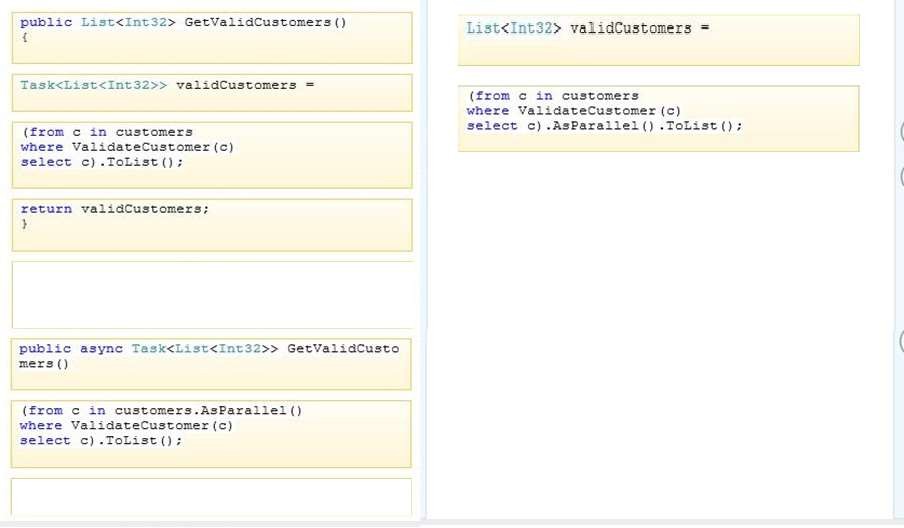 public List<Int32> GetValidCustomers()
{
Task<List<Int32>> validCustomers =
(from c in customers
where ValidateCustomer(c)
select c).ToList();
return validCustomers;
}
public async Task<List<Int32>> GetValidCusto
mers()
(from c in customers.AsParallel()
where ValidateCustomer(c)
select c).ToList();
List<Int32> validCustomers =
(from c in customers
where ValidateCustomer(c)
select c).AsParallel().ToList();